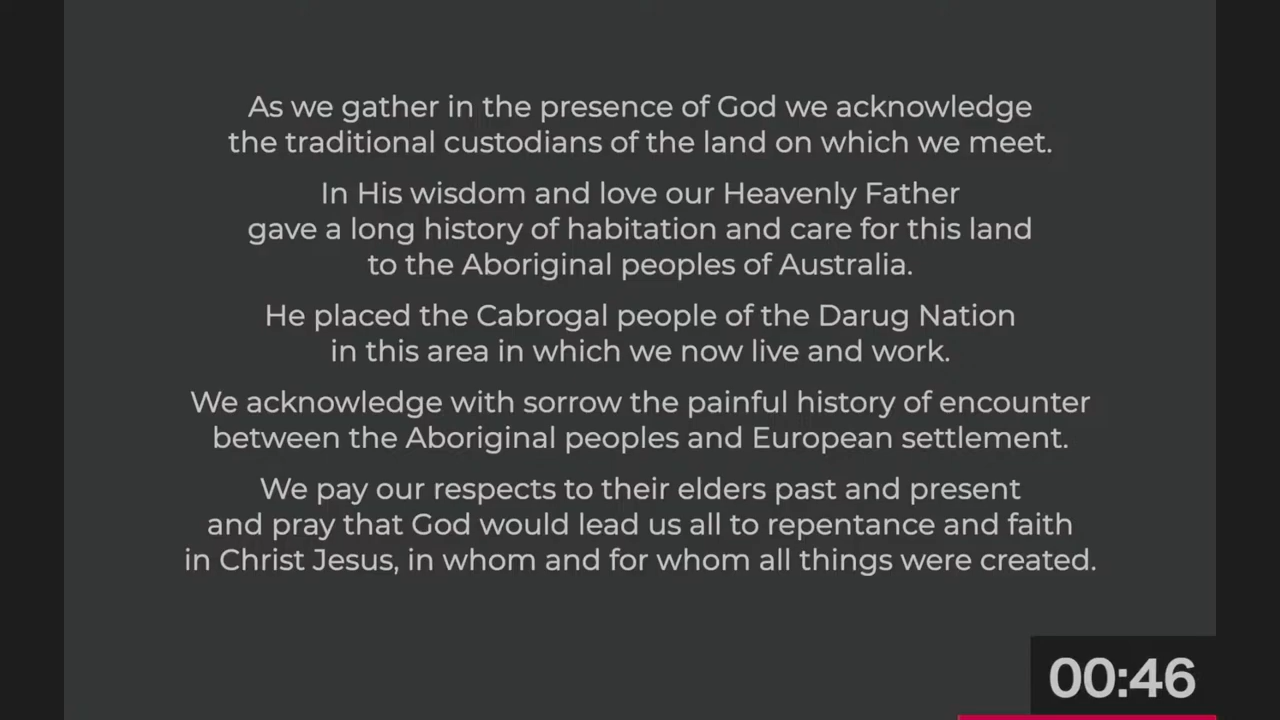 As we gather in the presence of God we acknowledge
the traditional custodians of the land on which we meet.
In His wisdom and love our Heavenly Father
gave a long history of habitation and care for this land
to the Aboriginal peoples of Australia.
He placed the Cabrogal people of the Darug Nation
in this area in which we now live and work.
We acknowledge with sorrow the painful history of encounter
between the Aboriginal peoples and European settlement.
We pay our respects to their elders past and present
and pray that God would lead us all to repentance and faith
in Christ Jesus, in whom and for whom all things were created.
00:46